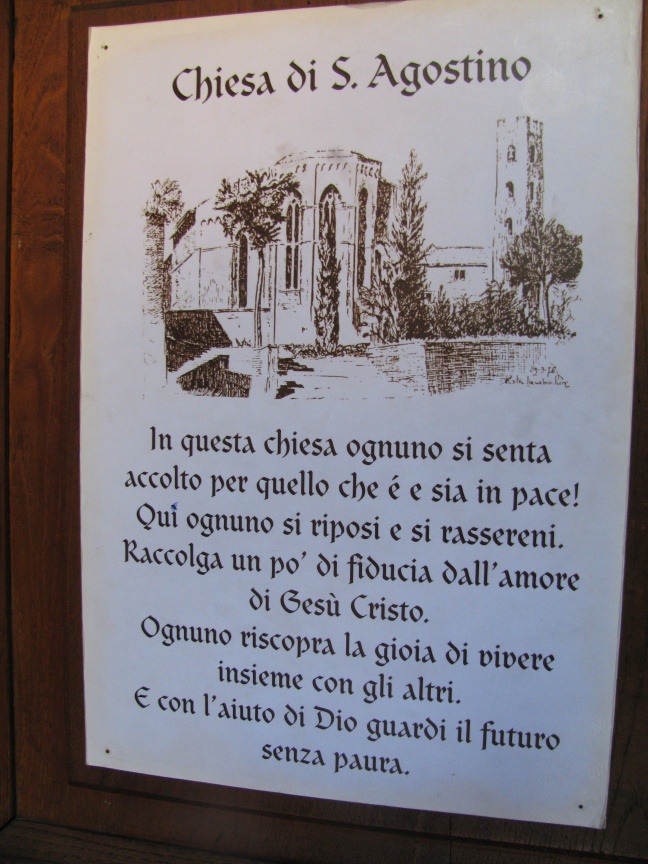 Chiesa di S. Agostino
In questa chiesa ognuno si senta
accolto per quello che é e sia in pace!
Qui ognuno si riposi e si rassereni.
Raccolga un po' di fiducia dall'amore
di Gesù Cristo.
Ognuno riscopra la gioia di vivere
insieme con gli altri.
E con l'aiuto di Dio guardi il futuro
senza paura.